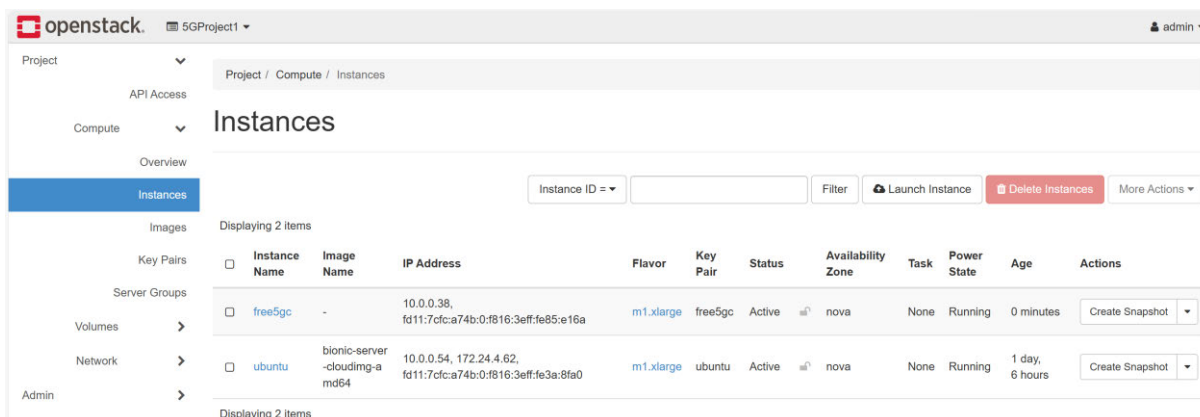 openstack. 5GProject1 admin
Project
API Access
Compute
Overview
Instances
Images
Key Pairs
Server Groups
Volumes
Network
Admin
Project / Compute / Instances
Instances
Instance ID = Filter Launch Instance Delete Instances More Actions
Displaying 2 items
Instance Name Image Name IP Address Flavor Key Pair Status Availability Zone Task Power State Age Actions
free5gc - 10.0.0.38, m1.xlarge free5gc Active nova None Running 0 minutes Create Snapshot
fd11:7cfc:a74b:0:f816:3eff:fe85:e16a
ubuntu bionic-server-cloudimg-amd64 10.0.0.54, 172.24.4.62, m1.xlarge ubuntu Active nova None Running 1 day, 6 hours Create Snapshot
fd11:7cfc:a74b:0:f816:3eff:fe3a:8fa0
Displaying 2 items